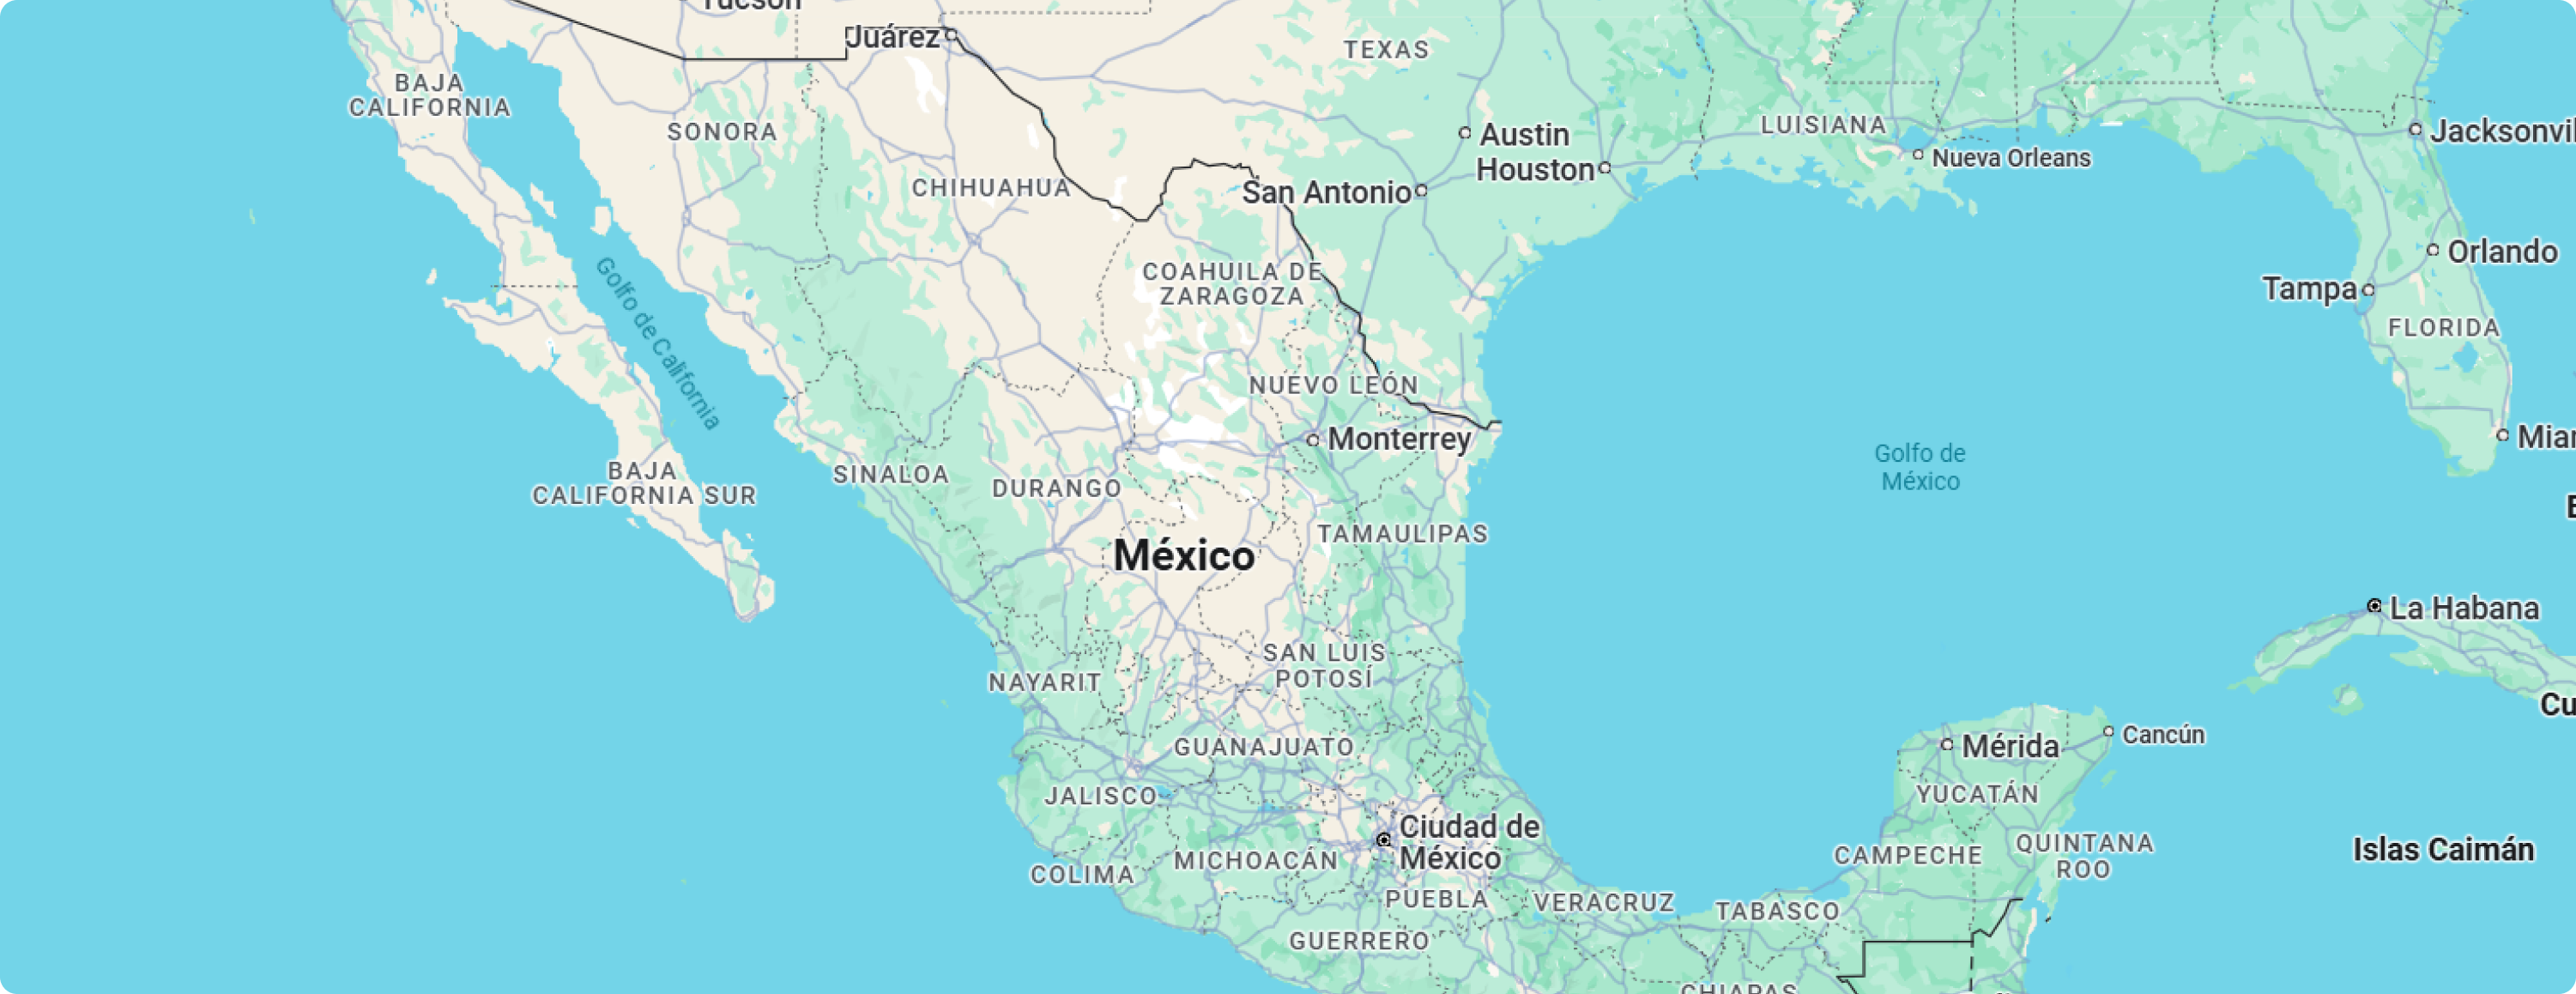 Tucson
Juárez
TEXAS
BAJA
CALIFORNIA
SONORA
Austin
LUISIANA
Jacksonvil
Houston
Nueva Orleans
CHIHUAHUA
San Antonio
Orlando
Golfo de California
COAHUILA DE
ZARAGOZA
Tampa
FLORIDA
NUEVO LEÓN
Monterrey
Miar
Golfo de
México
BAJA
CALIFORNIA SUR
SINALOA
DURANGO
TAMAULIPAS
México
La Habana
SAN LUIS
POTOSÍ
NAYARIT
Cu
GUANAJUATO
Mérida
Cancún
JALISCO
YUCATÁN
Ciudad de
México
QUINTANA
ROO
Islas Caimán
CAMPECHE
MICHOACÁN
COLIMA
PUEBLA
VERACRUZ
TABASCO
GUERRERO
CHIAPAS